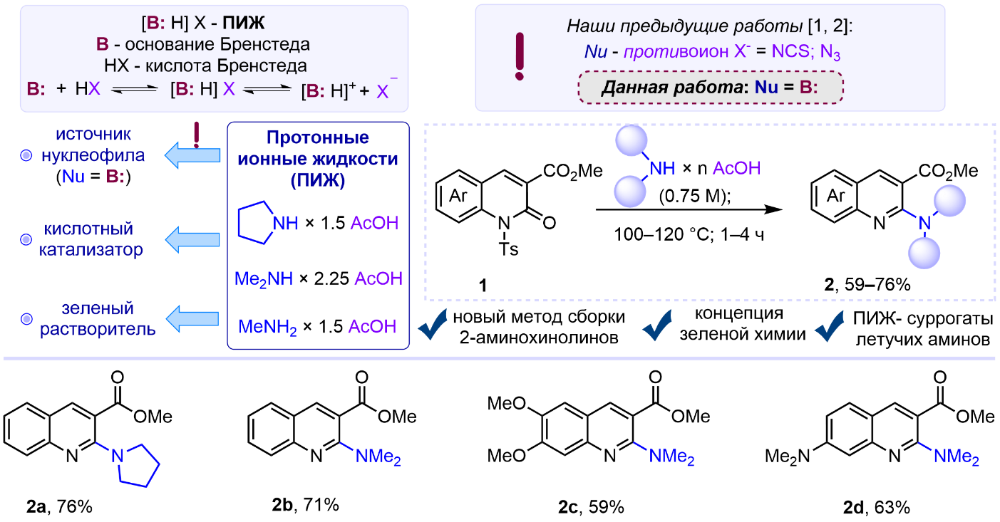 [B: H] X - ПИЖ
B - основание Бренстеда
HX - кислота Бренстеда
B: + HX ⇌ [B: H] X ⇌ [B: H]⁺ + X⁻
Наши предыдущие работы [1, 2]:
Nu - противоион X⁻ = NCS; N₃
Данная работа: Nu = B:
!
источник
нуклеофила
(Nu = B:)
кислотный
катализатор
зеленый
растворитель
!
Протонные
ионные жидкости
(ПИЖ)
NH × 1.5 AcOH
Me₂NH × 2.25 AcOH
MeNH₂ × 1.5 AcOH
Ar
CO₂Me
N
O
Ts
1
NH × n AcOH
(0.75 M);
100–120 °C; 1–4 ч
Ar
CO₂Me
N
N
2, 59–76%
новый метод сборки
2-аминохинолинов
концепция
зеленой химии
ПИЖ- суррогаты
летучих аминов
O
OMe
N
N
2a, 76%
O
OMe
N
NMe₂
2b, 71%
MeO
MeO
O
OMe
N
NMe₂
2c, 59%
Me₂N
O
OMe
N
NMe₂
2d, 63%